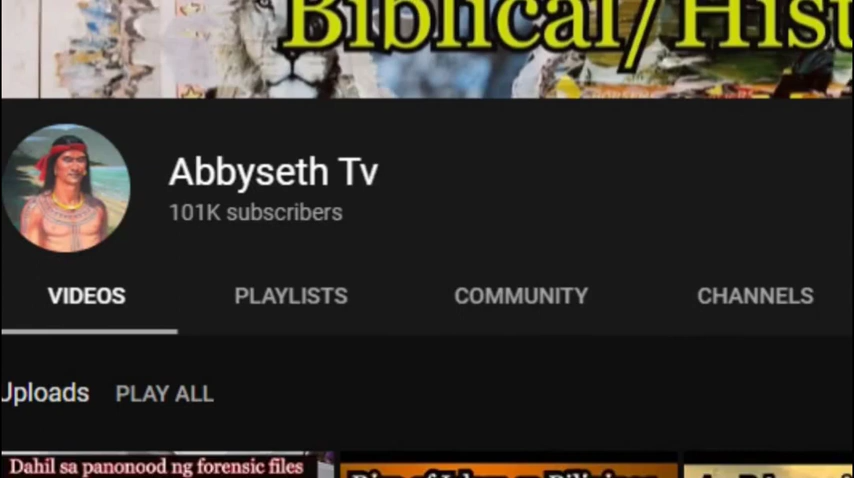 Biblical/Hist
Abbyseth Tv
101K subscribers
VIDEOS PLAYLISTS COMMUNITY CHANNELS
Uploads PLAY ALL
Dahil sa panonood ng forensic files